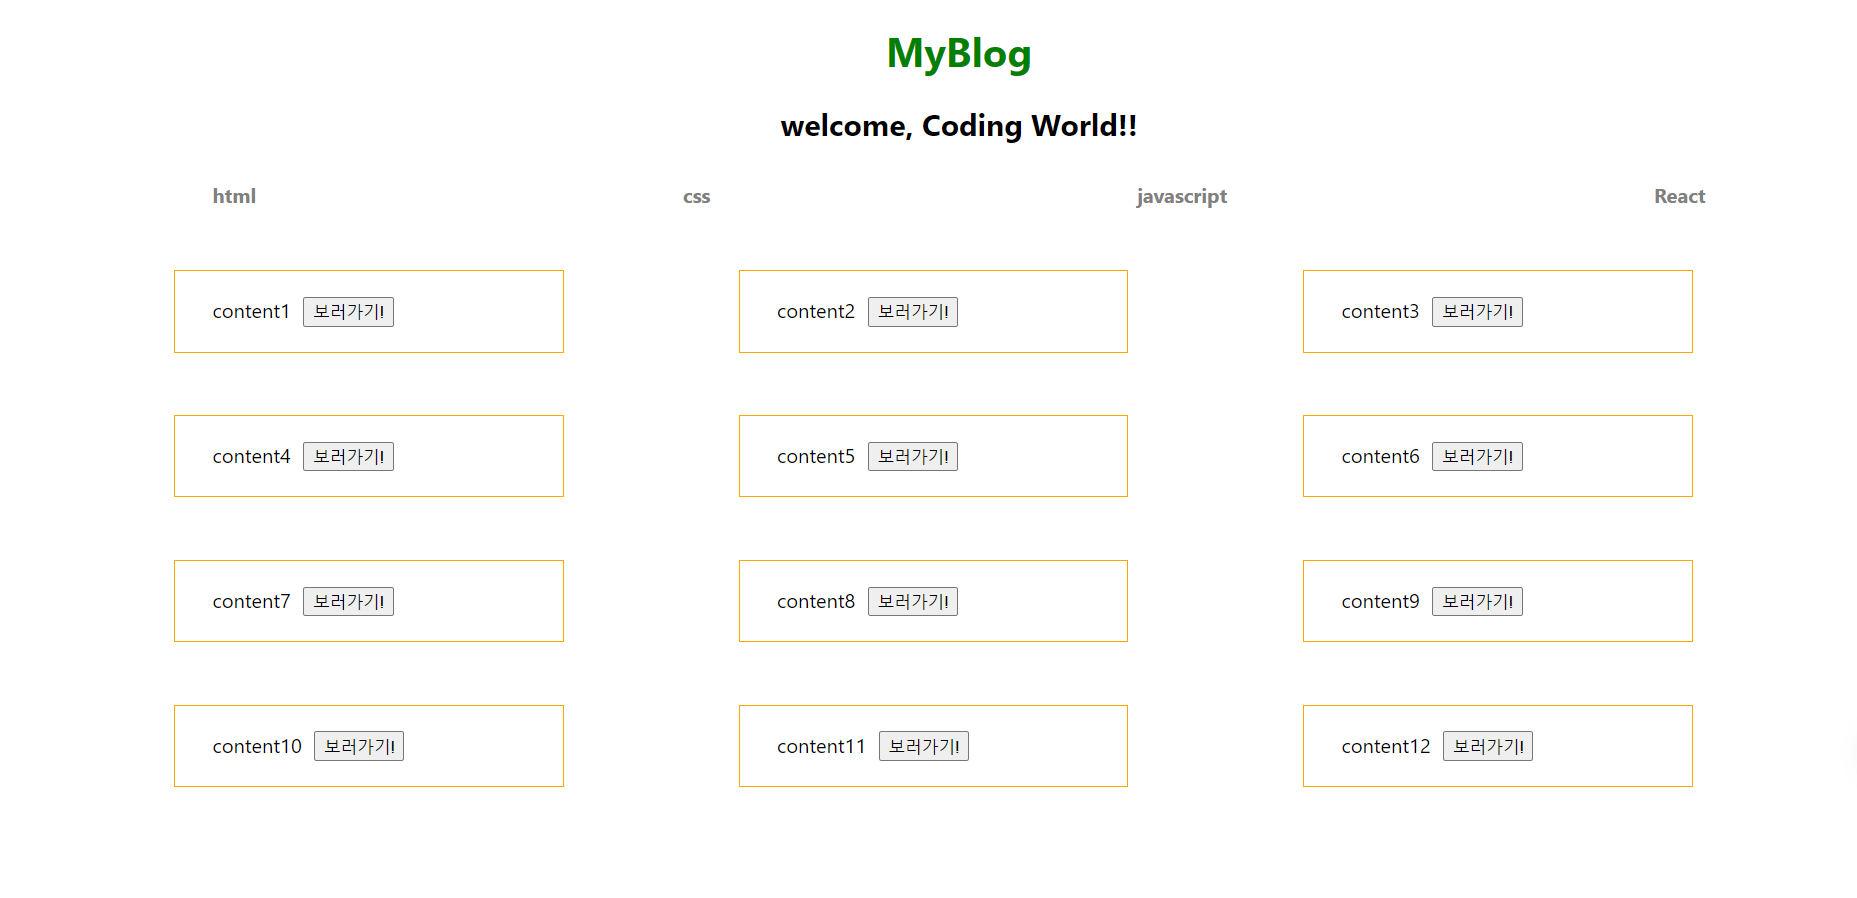 MyBlog
welcome, Coding World!!
html css javascript React
content1 보러가기! content2 보러가기! content3 보러가기!
content4 보러가기! content5 보러가기! content6 보러가기!
content7 보러가기! content8 보러가기! content9 보러가기!
content10 보러가기! content11 보러가기! content12 보러가기!